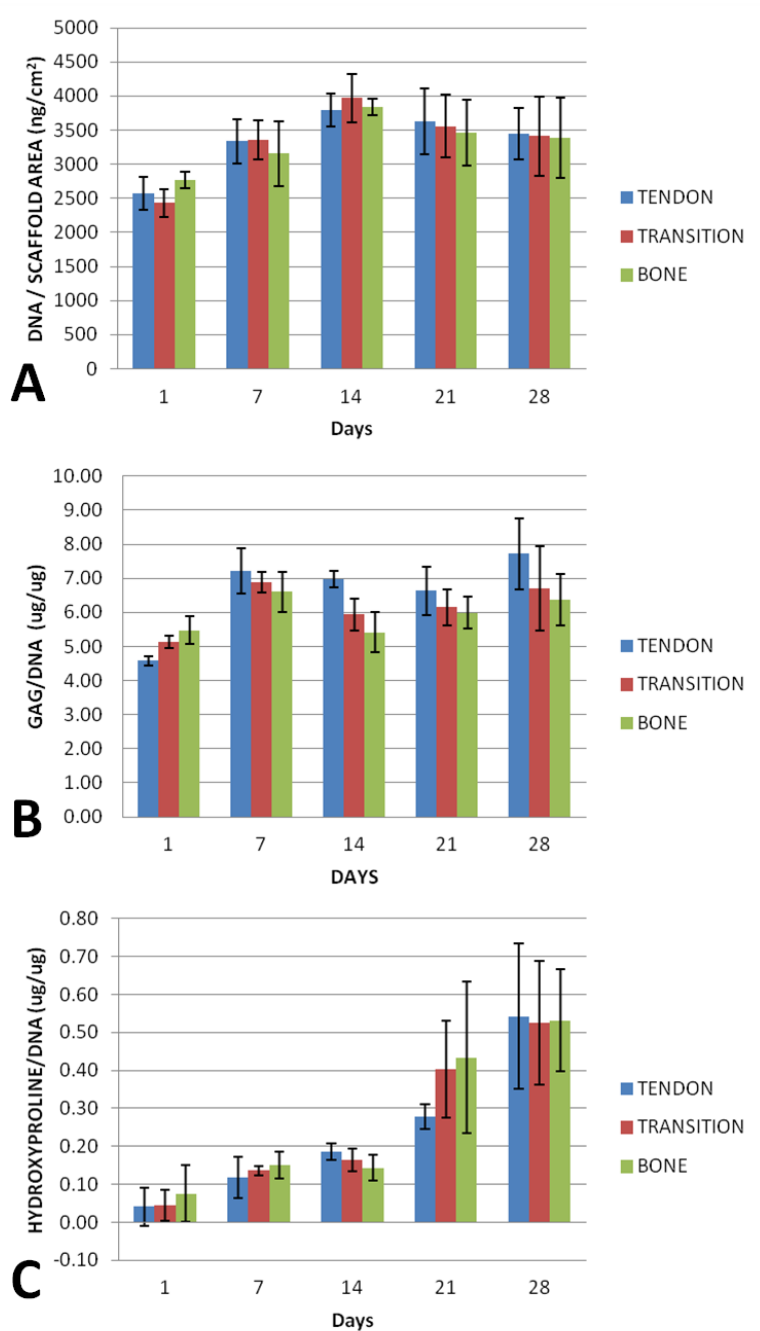 5000
4500
4000
3500
3000
2500
2000
1500
1000
500
0
DNA / SCAFFOLD AREA (ng/cm²)
TENDON
TRANSITION
BONE
A
1 7 14 21 28
Days
10.00
9.00
8.00
7.00
6.00
5.00
4.00
3.00
2.00
1.00
0.00
GAG/DNA (ug/ug)
TENDON
TRANSITION
BONE
B
1 7 14 21 28
DAYS
0.80
0.70
0.60
0.50
0.40
0.30
0.20
0.10
0.00
-0.10
HYDROXYPROLINE/DNA (ug/ug)
TENDON
TRANSITION
BONE
C
1 7 14 21 28
Days